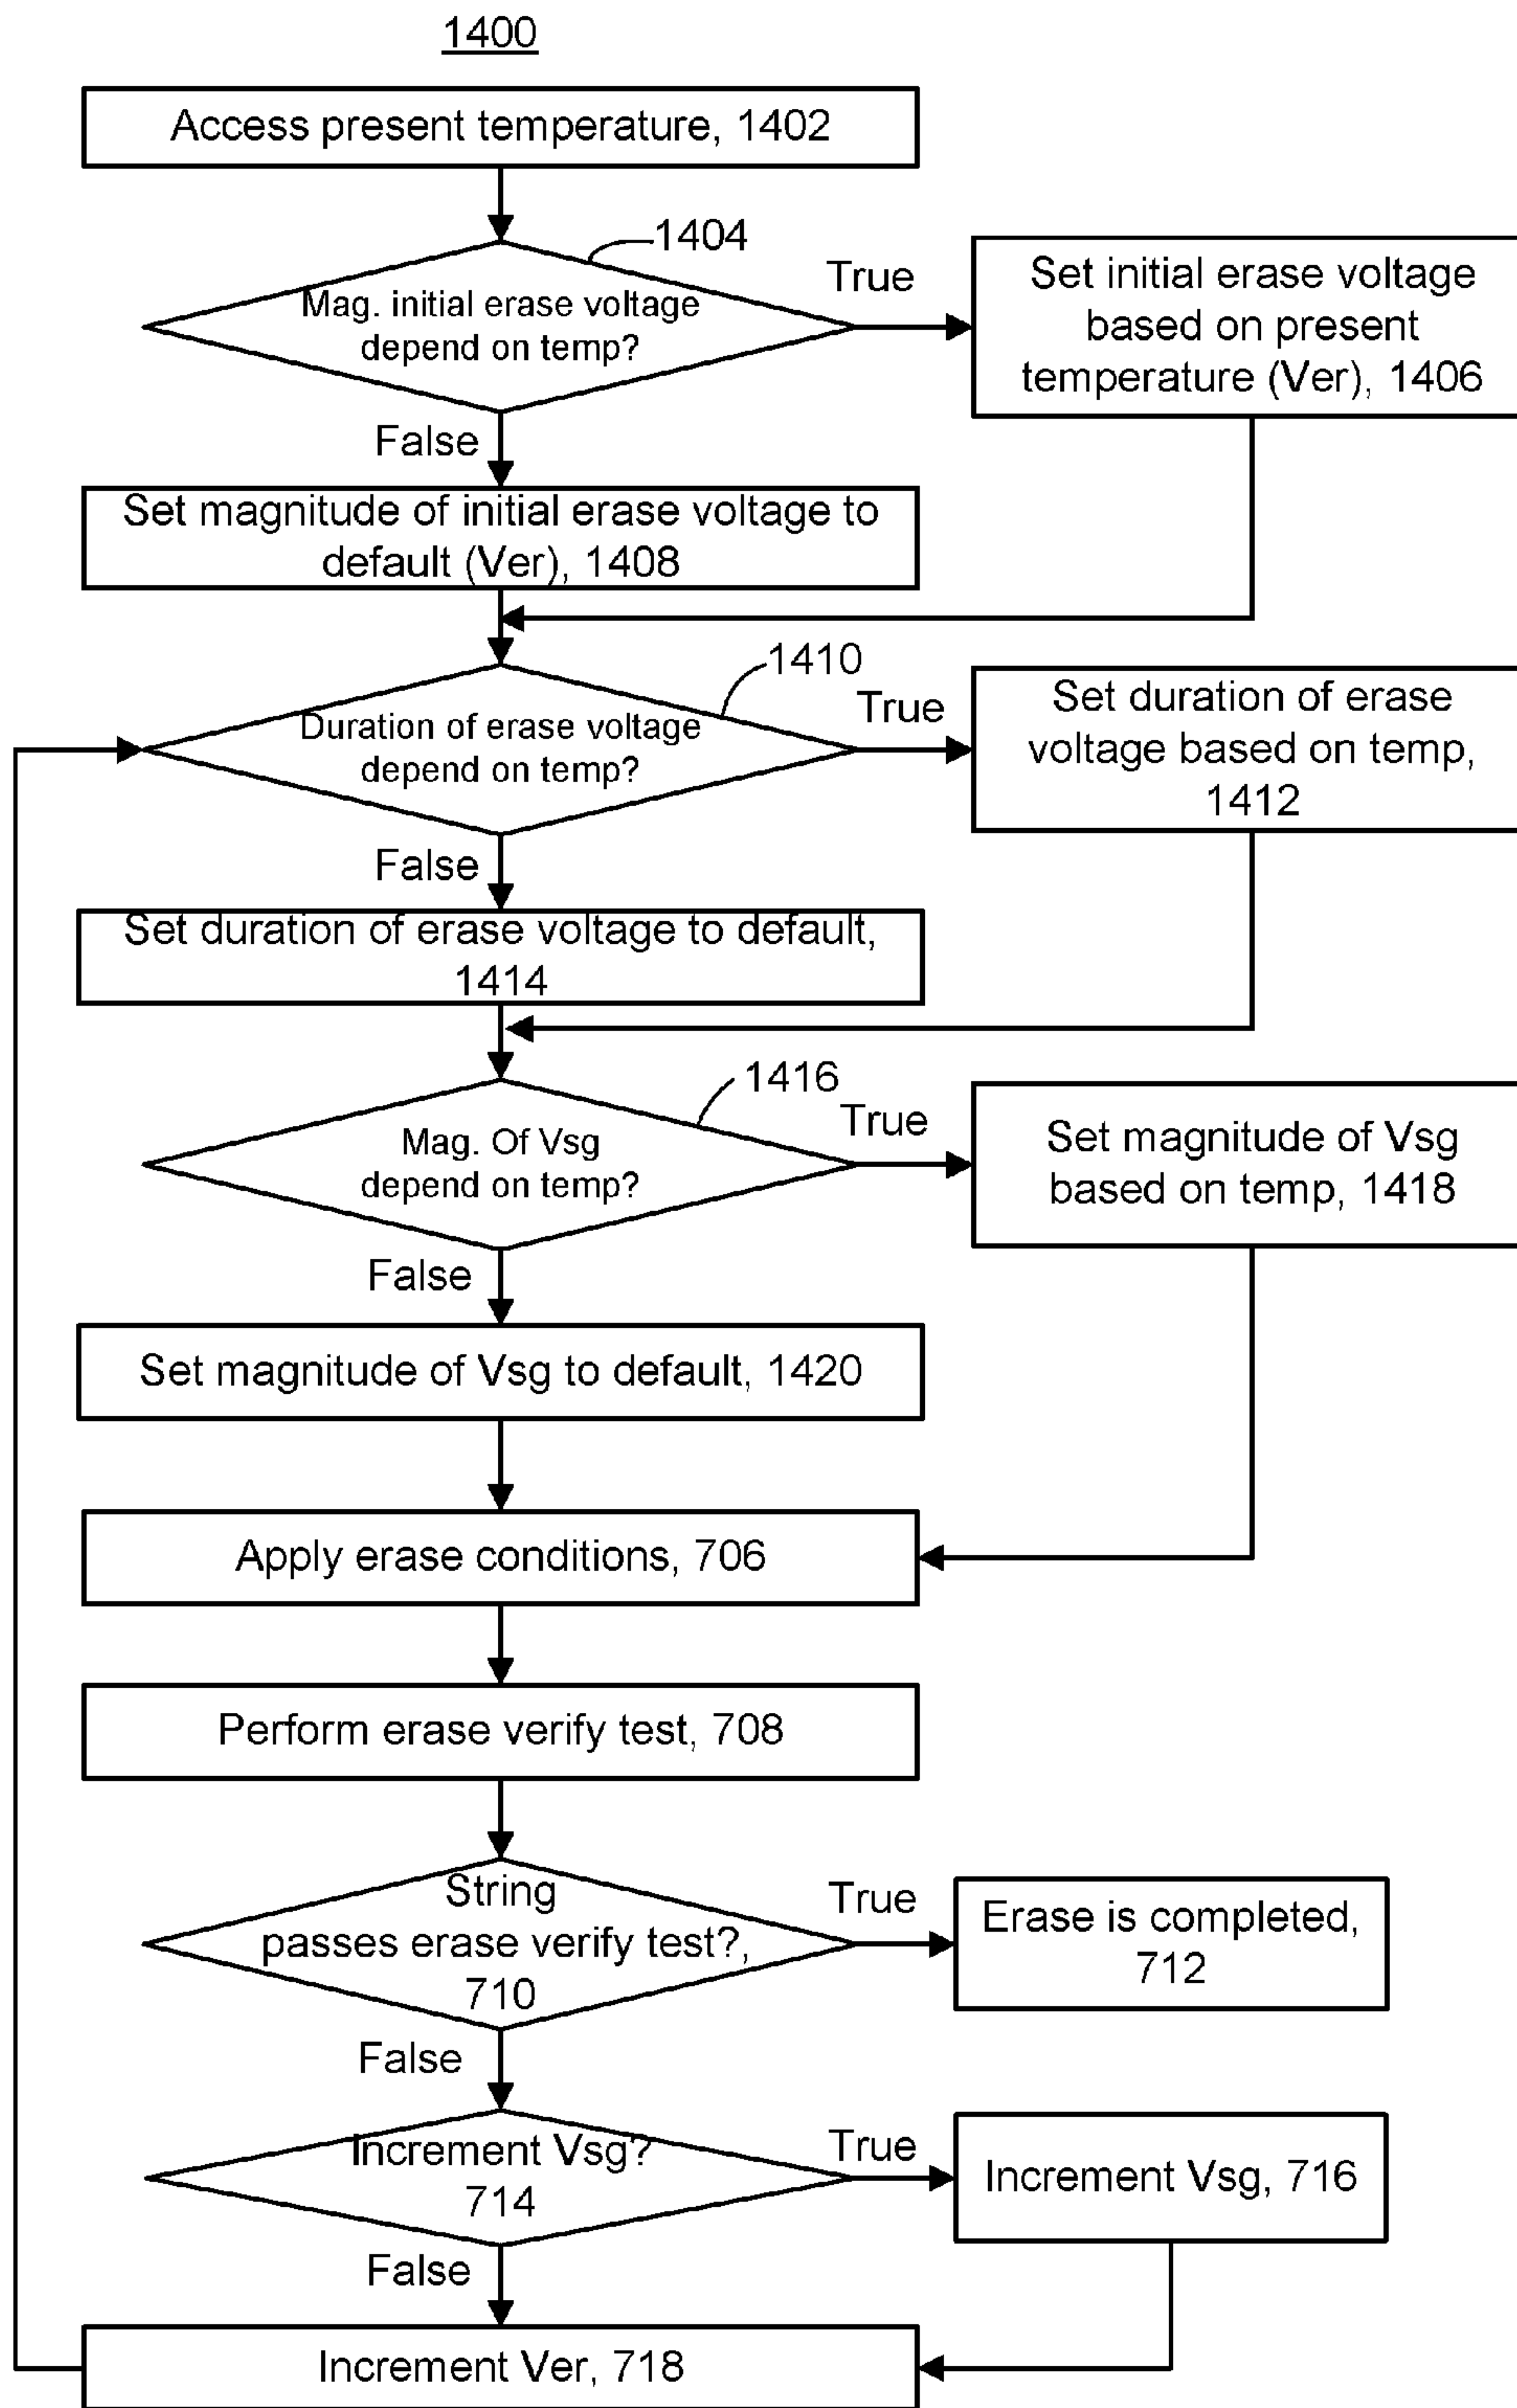 1400
Access present temperature, 1402
1404
Mag. initial erase voltage
depend on temp?
True
Set initial erase voltage
based on present
temperature (Ver), 1406
False
Set magnitude of initial erase voltage to
default (Ver), 1408
1410
Duration of erase voltage
depend on temp?
True
Set duration of erase
voltage based on temp,
1412
False
Set duration of erase voltage to default,
1414
1416
Mag. Of Vsg
depend on temp?
True
Set magnitude of Vsg
based on temp, 1418
False
Set magnitude of Vsg to default, 1420
Apply erase conditions, 706
Perform erase verify test, 708
String
passes erase verify test?,
710
True
Erase is completed,
712
False
Increment Vsg?
714
True
Increment Vsg, 716
False
Increment Ver, 718